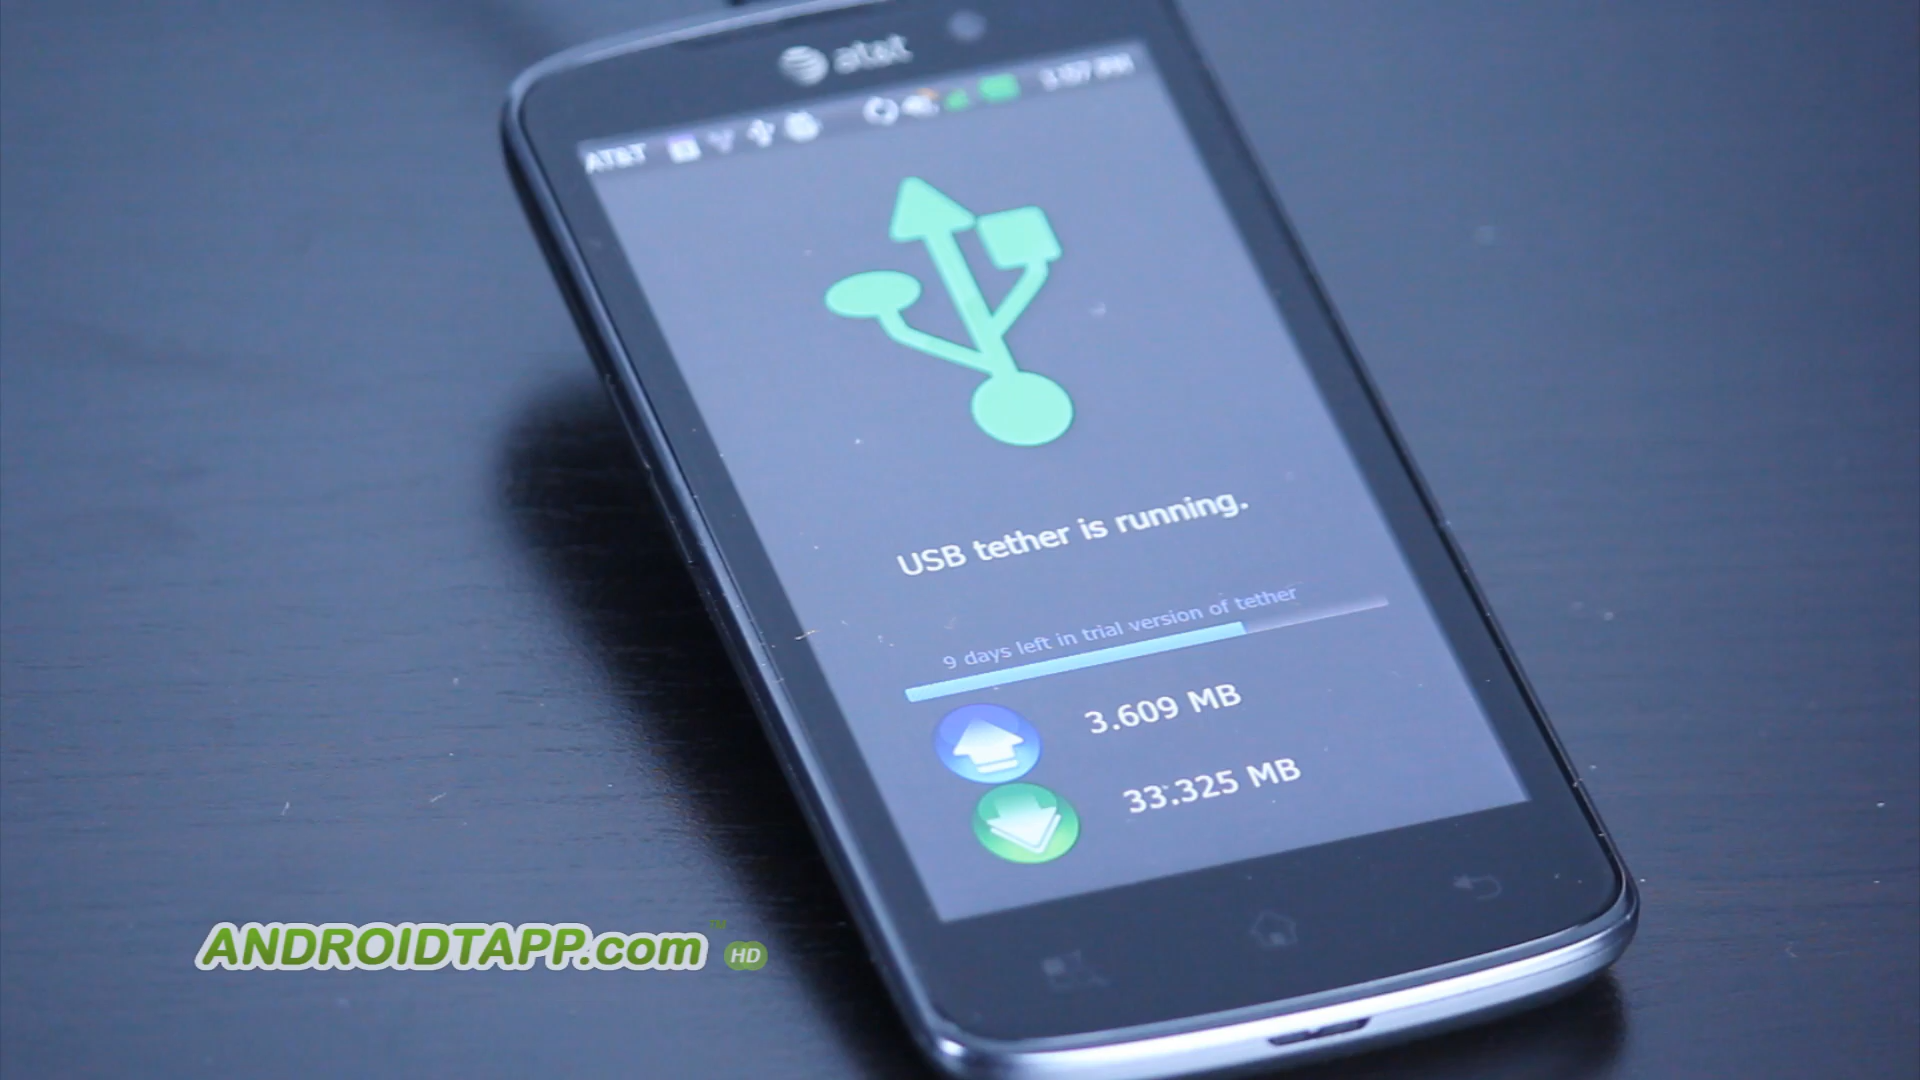 at&t
AT&T
USB tether is running.
9 days left in trial version of tether
3.609 MB
33.325 MB
ANDROIDTAPP.com™ HD